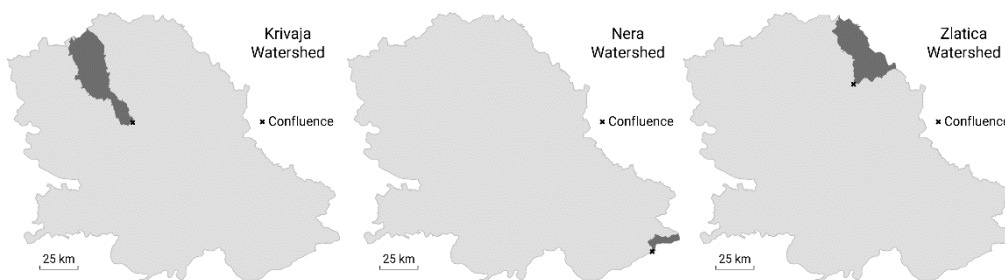 Krivaja
Watershed
× Confluence
25 km
Nera
Watershed
× Confluence
25 km
Zlatica
Watershed
× Confluence
25 km